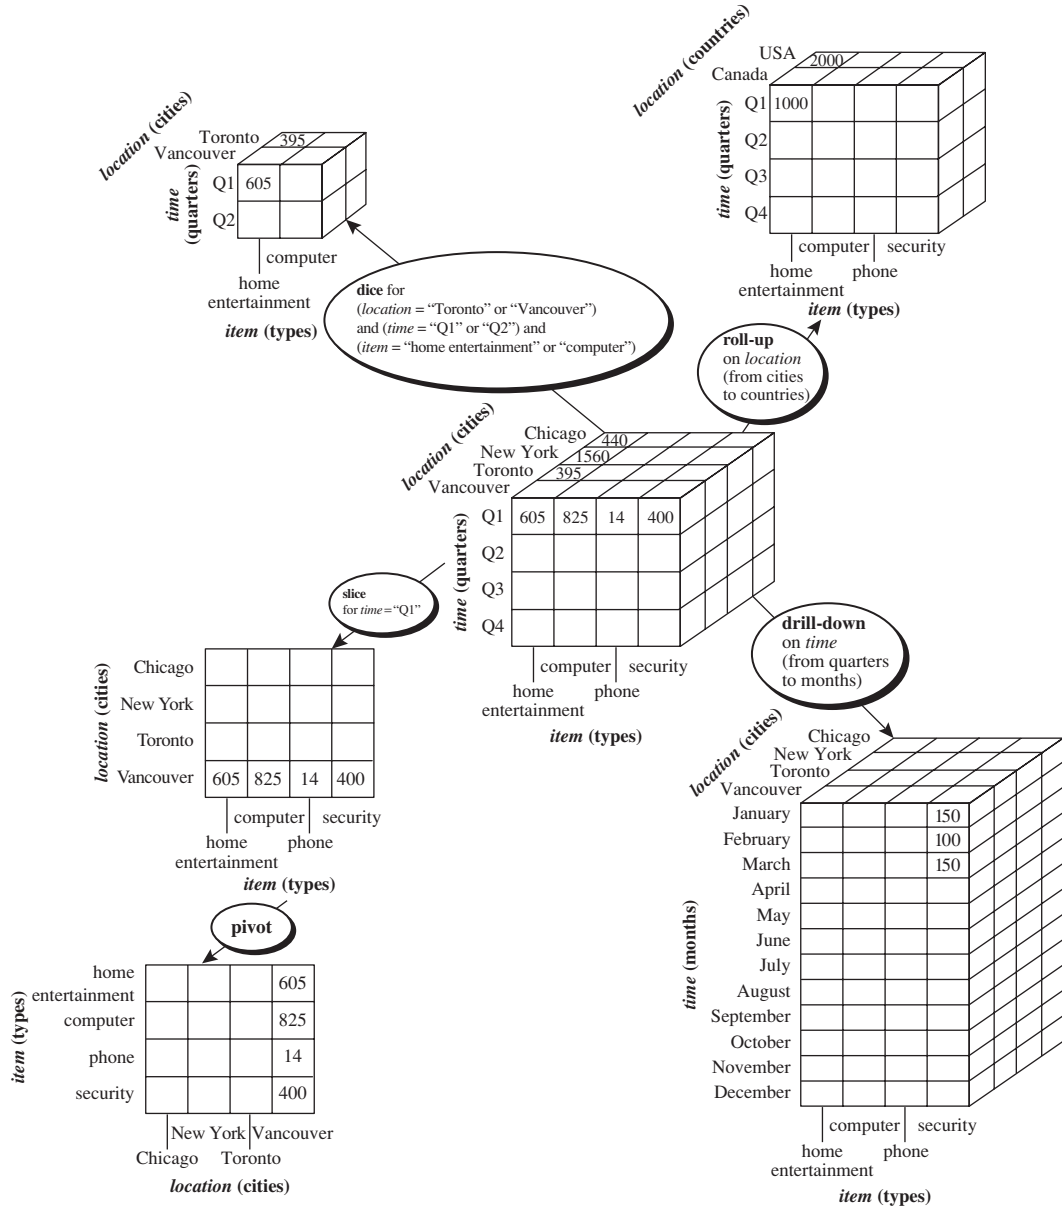 location (countries)
USA
Canada
2000
time (quarters)
Q1 1000
Q2
Q3
Q4
computer security
home entertainment
phone
item (types)
location (cities)
Toronto
Vancouver
395
time (quarters)
Q1 605
Q2
computer
home entertainment
item (types)
dice for
(location = “Toronto” or “Vancouver”)
and (time = “Q1” or “Q2”) and
(item = “home entertainment” or “computer”)
roll-up
on location
(from cities
to countries)
location (cities)
Chicago 440
New York 1560
Toronto 395
Vancouver
time (quarters)
Q1 605 825 14 400
Q2
Q3
Q4
computer security
home entertainment
phone
item (types)
slice
for time = “Q1”
drill-down
on time
(from quarters
to months)
location (cities)
Chicago
New York
Toronto
Vancouver 605 825 14 400
computer security
home entertainment
phone
item (types)
pivot
item (types)
home entertainment 605
computer 825
phone 14
security 400
New York Vancouver
Chicago Toronto
location (cities)
location (cities)
Chicago
New York
Toronto
Vancouver
time (months)
January 150
February 100
March 150
April
May
June
July
August
September
October
November
December
computer security
home entertainment
phone
item (types)